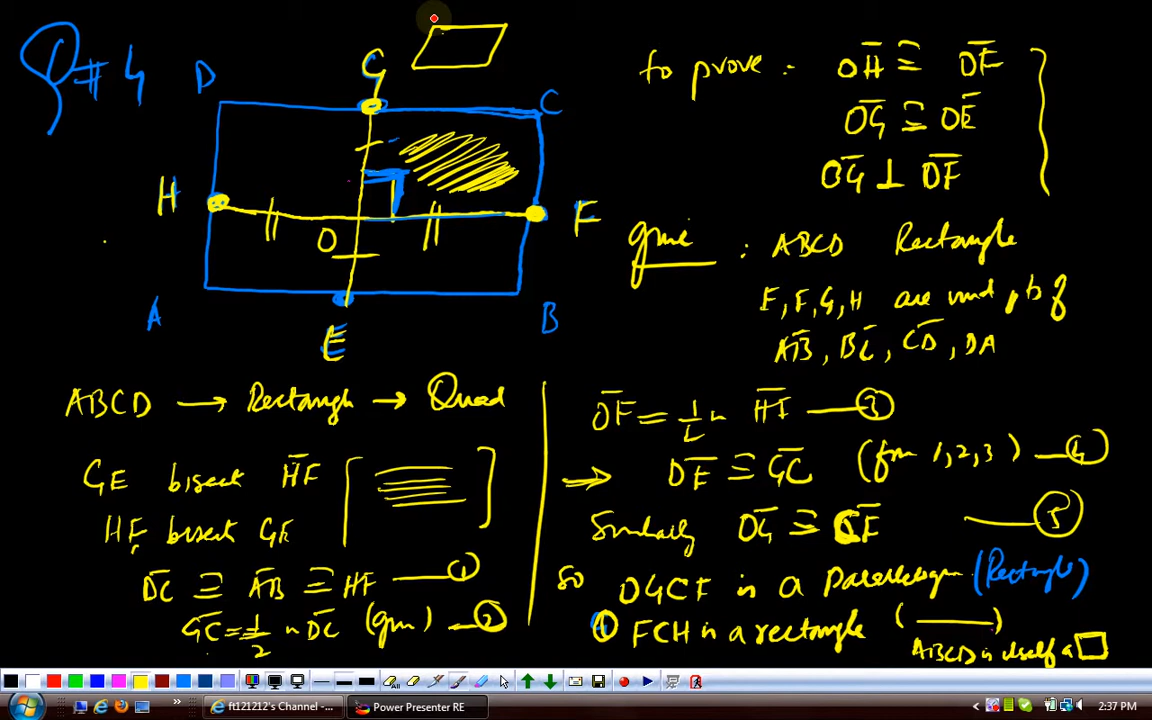 Q#4
D G C
H O F
A E B
to prove :- OH ≅ OF
OG ≅ OE
OG ⊥ OF
given : ABCD Rectangle
E, F, G, H are mid pts of
AB, BC, CD, DA
ABCD → Rectangle → Quad
GE bisect HF
HF bisect GE
DC ≅ AB ≅ HF — 1
GC = 1/2 m DC (given) — 2
OF = 1/2 m HF — 3
→ OF ≅ GC (from 1,2,3) — 4
Similarly OG ≅ CF — 5
So OGCF is a Parallelogram (Rectangle)
FCH is a rectangle ( — )
ABCD is itself a
ft121212's Channel -...
Power Presenter RE
2:37 PM